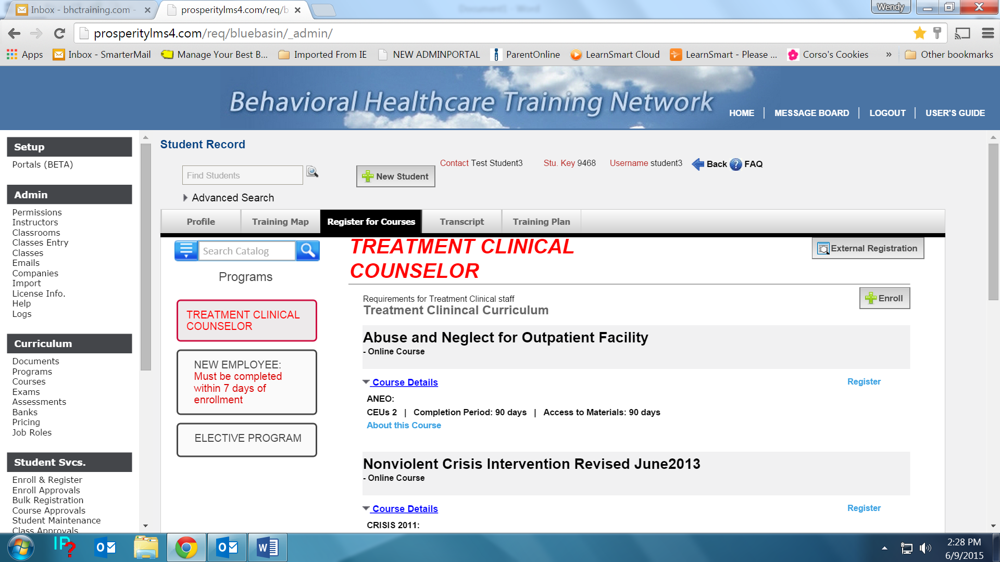 Inbox - bhctraining.com -
prosperitylms4.com/req/b
Document1 - Word
Wendy
prosperitylms4.com/req/bluebasin/_admin/
Apps
Inbox - SmarterMail
Manage Your Best B...
Imported From IE
NEW ADMINPORTAL
ParentOnline
LearnSmart Cloud
LearnSmart - Please ...
Corso's Cookies
»
Other bookmarks
Behavioral Healthcare Training Network
HOME | MESSAGE BOARD | LOGOUT | USER'S GUIDE
Setup
Portals (BETA)
Admin
Permissions
Instructors
Classrooms
Classes Entry
Classes
Emails
Companies
Import
License Info.
Help
Logs
Curriculum
Documents
Programs
Courses
Exams
Assessments
Banks
Pricing
Job Roles
Student Svcs.
Enroll & Register
Enroll Approvals
Bulk Registration
Course Approvals
Student Maintenance
Class Approvals
Student Record
Find Students
New Student
Contact Test Student3
Stu. Key 9468
Username student3
Back
FAQ
Advanced Search
Profile
Training Map
Register for Courses
Transcript
Training Plan
Search Catalog
Programs
TREATMENT CLINICAL
COUNSELOR
NEW EMPLOYEE:
Must be completed
within 7 days of
enrollment
ELECTIVE PROGRAM
TREATMENT CLINICAL
COUNSELOR
External Registration
Requirements for Treatment Clinical staff
Enroll
Treatment Clinincal Curriculum
Abuse and Neglect for Outpatient Facility
- Online Course
Course Details
Register
ANEO:
CEUs 2 | Completion Period: 90 days | Access to Materials: 90 days
About this Course
Nonviolent Crisis Intervention Revised June2013
- Online Course
Course Details
Register
CRISIS 2011:
IP?
2:28 PM
6/9/2015